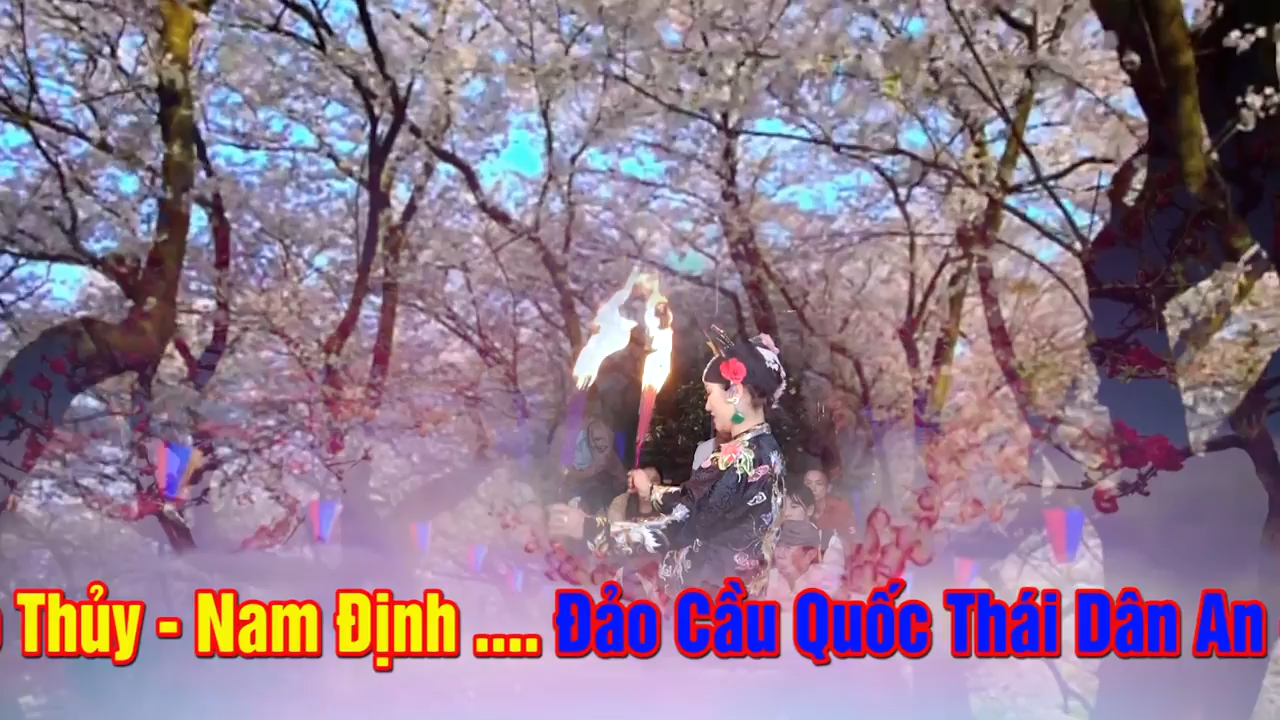 Thủy - Nam Định .... Đảo Cầu Quốc Thái Dân An